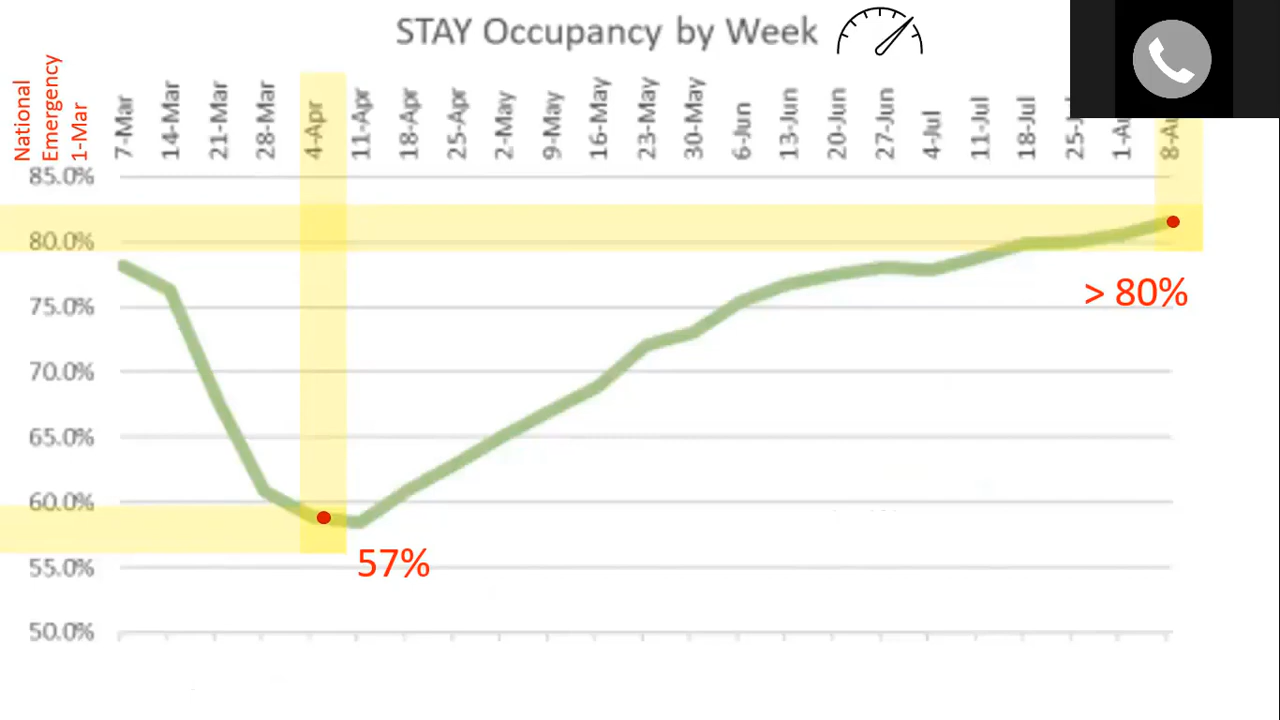 STAY Occupancy by Week
National
Emergency
1-Mar
7-Mar
14-Mar
21-Mar
28-Mar
4-Apr
11-Apr
18-Apr
25-Apr
2-May
9-May
16-May
23-May
30-May
6-Jun
13-Jun
20-Jun
27-Jun
4-Jul
11-Jul
18-Jul
85.0%
80.0%
75.0%
70.0%
65.0%
60.0%
55.0%
50.0%
> 80%
57%